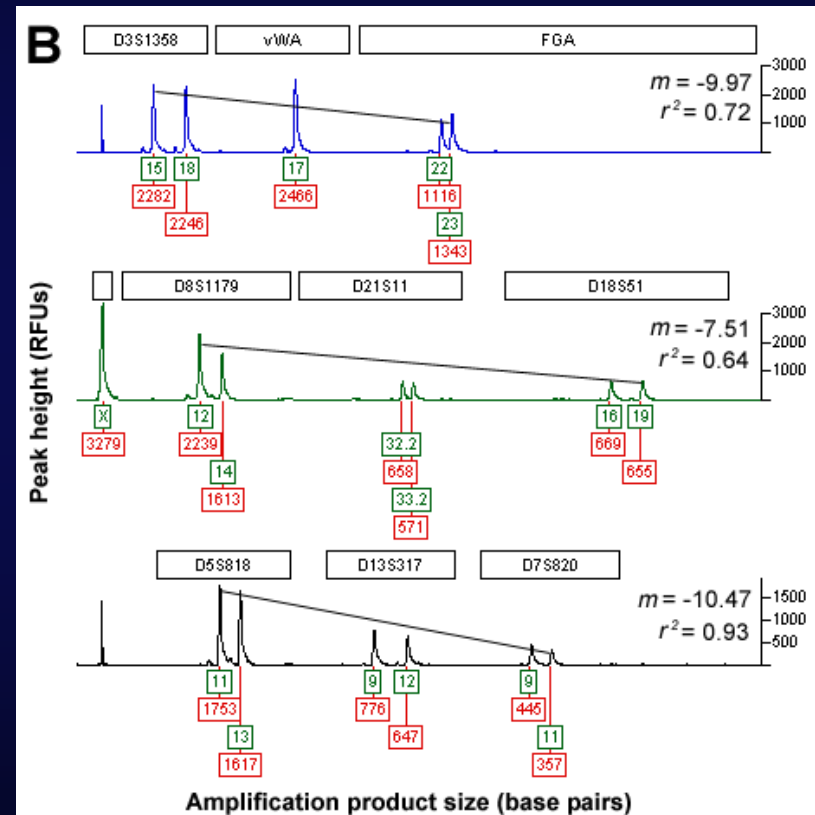 B
D3S1358 vWA FGA
m = -9.97
r² = 0.72
3000
2000
1000
15 18 17 22
2282 2466 1116
2246 23
1343
D8S1179 D21S11 D18S51
m = -7.51
r² = 0.64
3000
2000
1000
X 12 32.2 16 19
3279 2239 658 669 655
14 33.2
1613 571
D5S818 D13S317 D7S820
m = -10.47
r² = 0.93
1500
1000
500
11 9 12 9
1753 776 647 445
13 11
1617 357
Peak height (RFUs)
Amplification product size (base pairs)